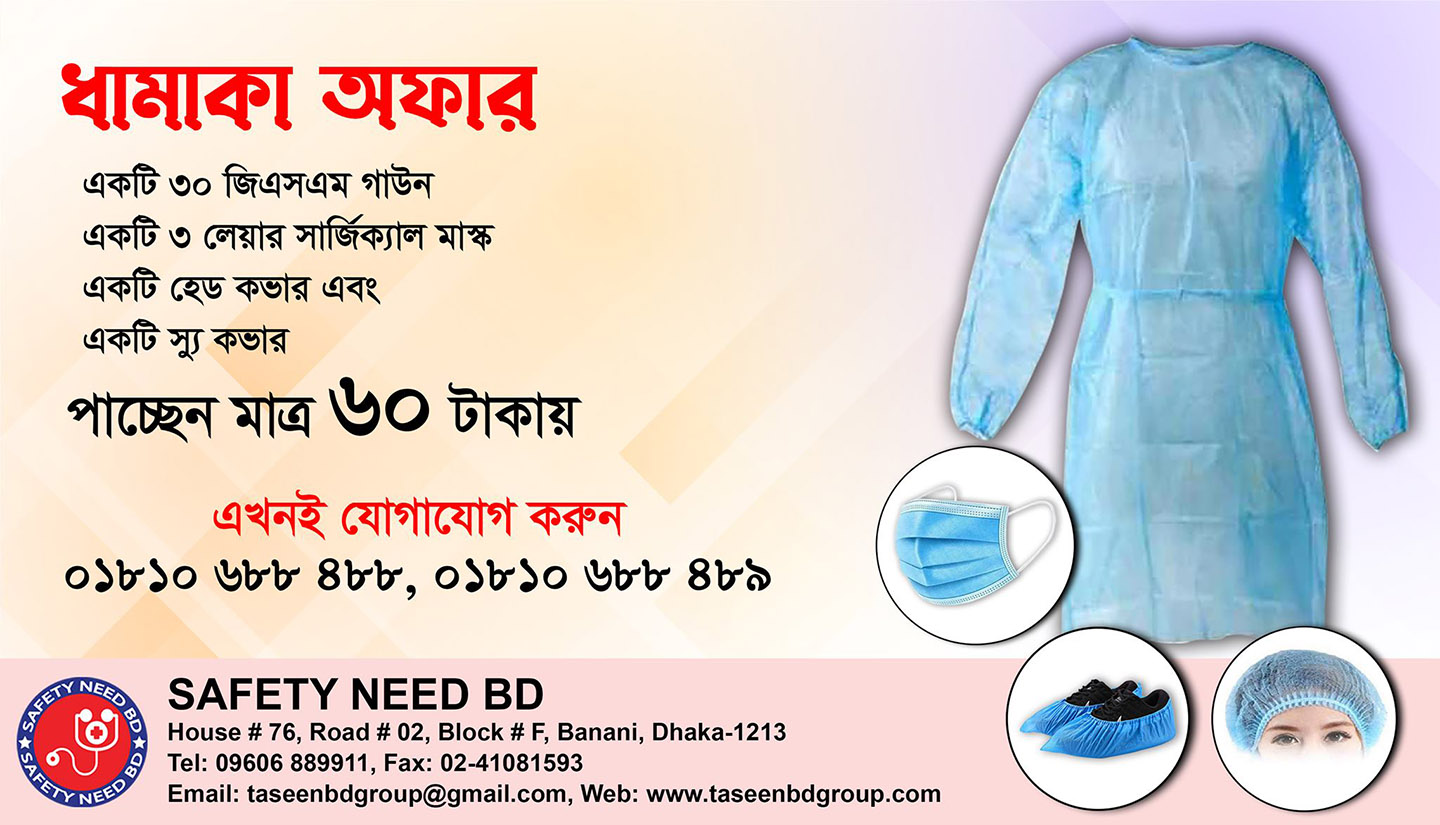 ধামাকা অফার
একটি ৩০ জিএসএম গাউন
একটি ৩ লেয়ার সার্জিক্যাল মাস্ক
একটি হেড কভার এবং
একটি স্যু কভার
পাচ্ছেন মাত্র ৬০ টাকায়
এখনই যোগাযোগ করুন
০১৮১০ ৬৮৮ ৪৮৮, ০১৮১০ ৬৮৮ ৪৮৯
SAFETY NEED BD
SAFETY NEED BD
SAFETY NEED BD
House # 76, Road # 02, Block # F, Banani, Dhaka-1213
Tel: 09606 889911, Fax: 02-41081593
Email: taseenbdgroup@gmail.com, Web: www.taseenbdgroup.com